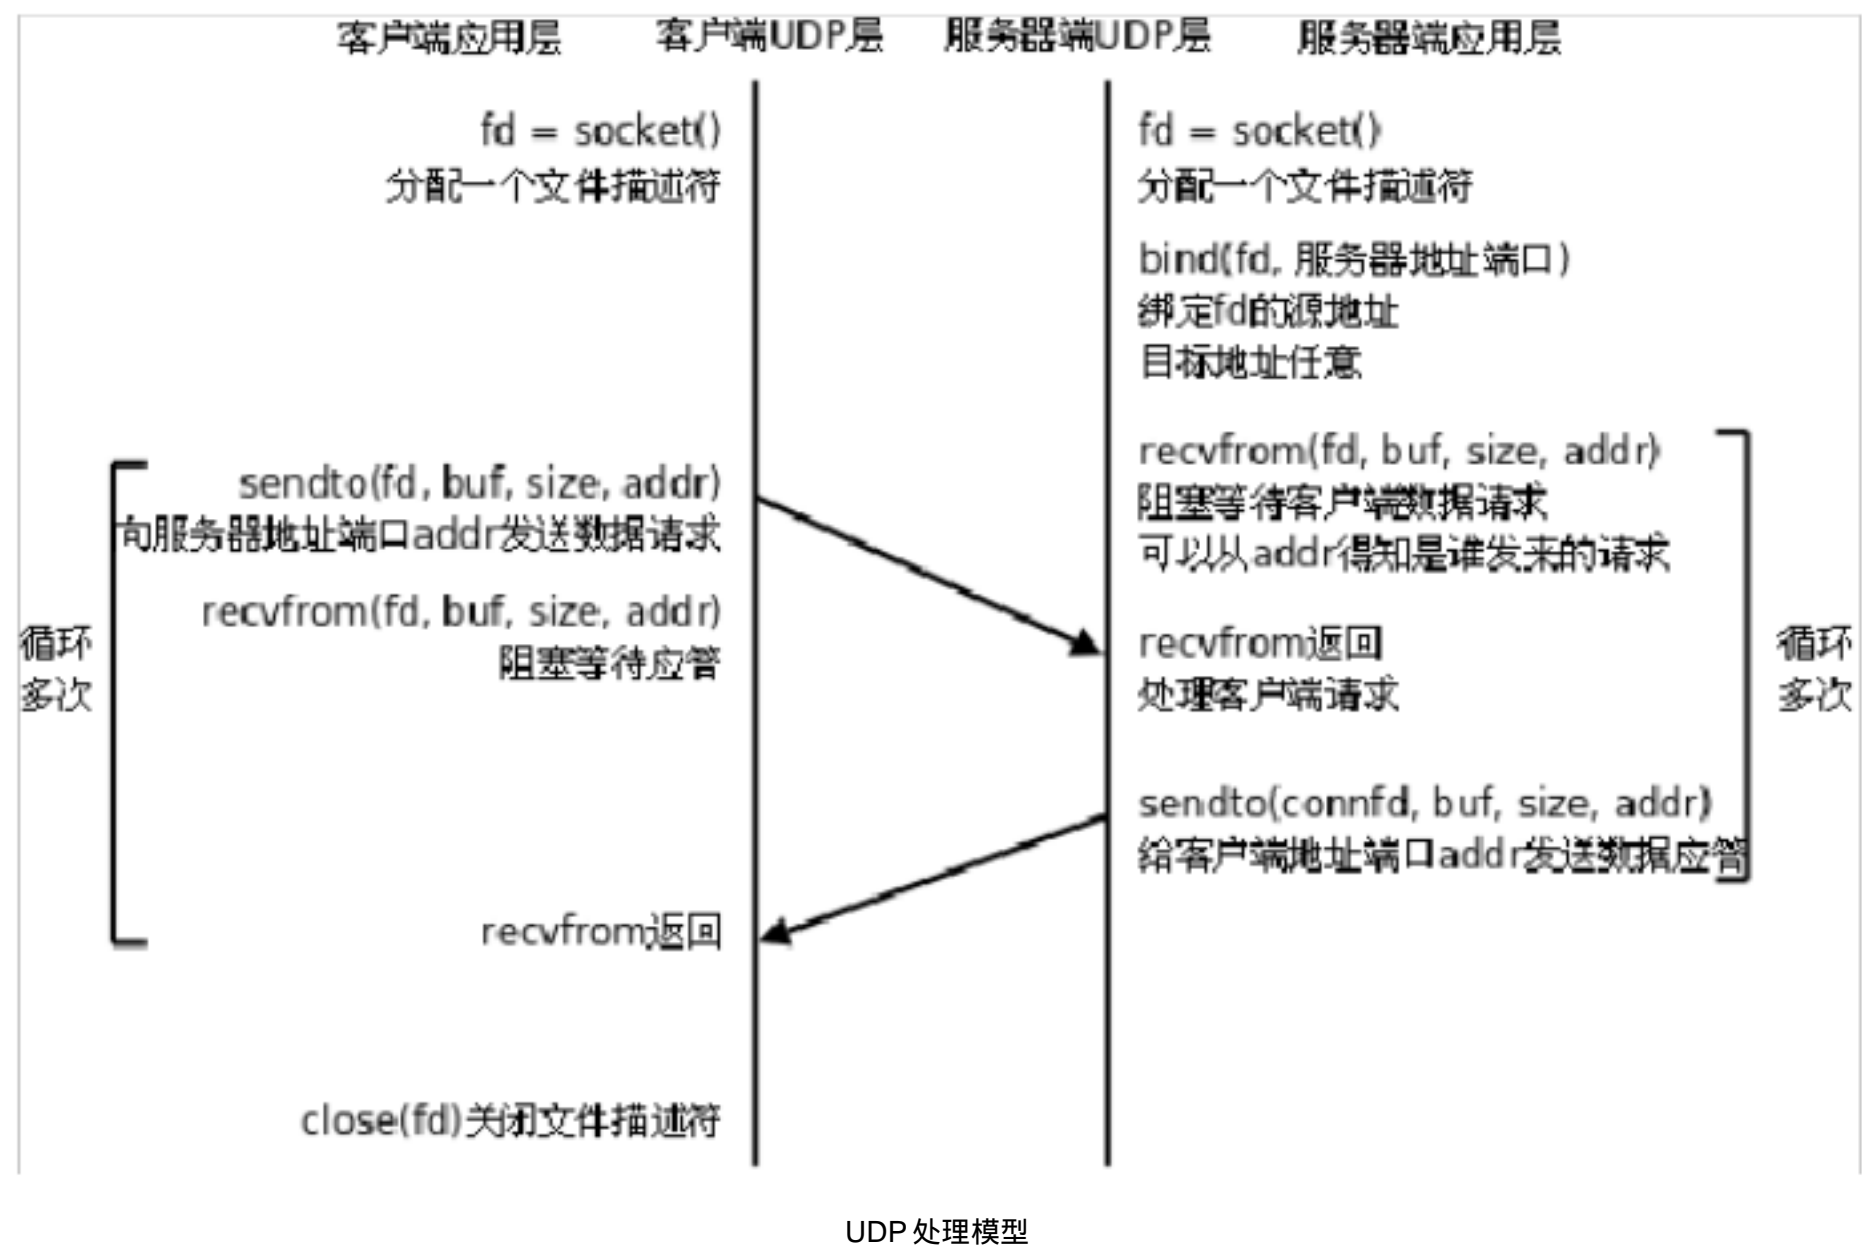 客户端应用层 客户端UDP层 服务器端UDP层 服务器端应用层
fd = socket()
分配一个文件描述符
fd = socket()
分配一个文件描述符
bind(fd, 服务器地址端口)
绑定fd的源地址
目标地址任意
sendto(fd, buf, size, addr)
向服务器地址端口addr发送数据请求
recvfrom(fd, buf, size, addr)
阻塞等待应管
循环
多次
recvfrom(fd, buf, size, addr)
阻塞等待客户端数据请求
可以从addr得知是谁发来的请求
recvfrom返回
处理客户端请求
循环
多次
sendto(connfd, buf, size, addr)
给客户端地址端口addr发送数据应管
recvfrom返回
close(fd)关闭文件描述符
UDP 处理模型